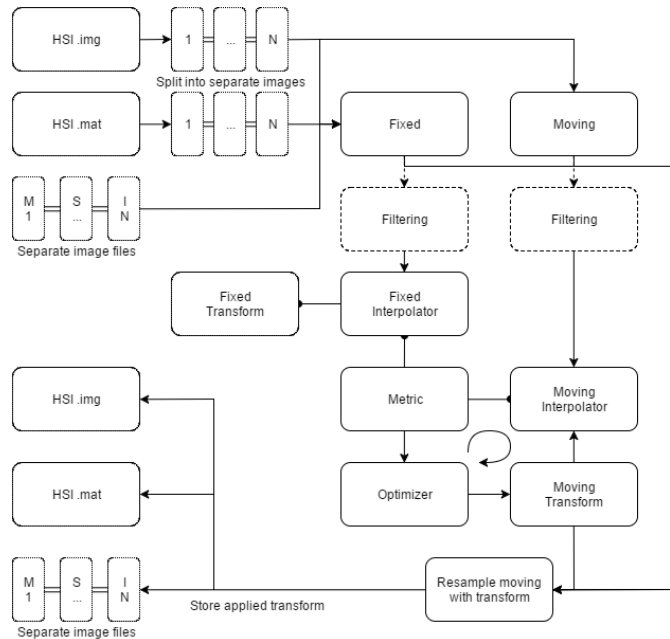 HSI .img
1
...
N
Split into separate images
HSI .mat
1
...
N
Fixed
Moving
M
1
S
...
I
N
Separate image files
Filtering
Filtering
Fixed
Transform
Fixed
Interpolator
HSI .img
Metric
Moving
Interpolator
HSI .mat
Optimizer
Moving
Transform
M
1
S
...
I
N
Separate image files
Store applied transform
Resample moving
with transform